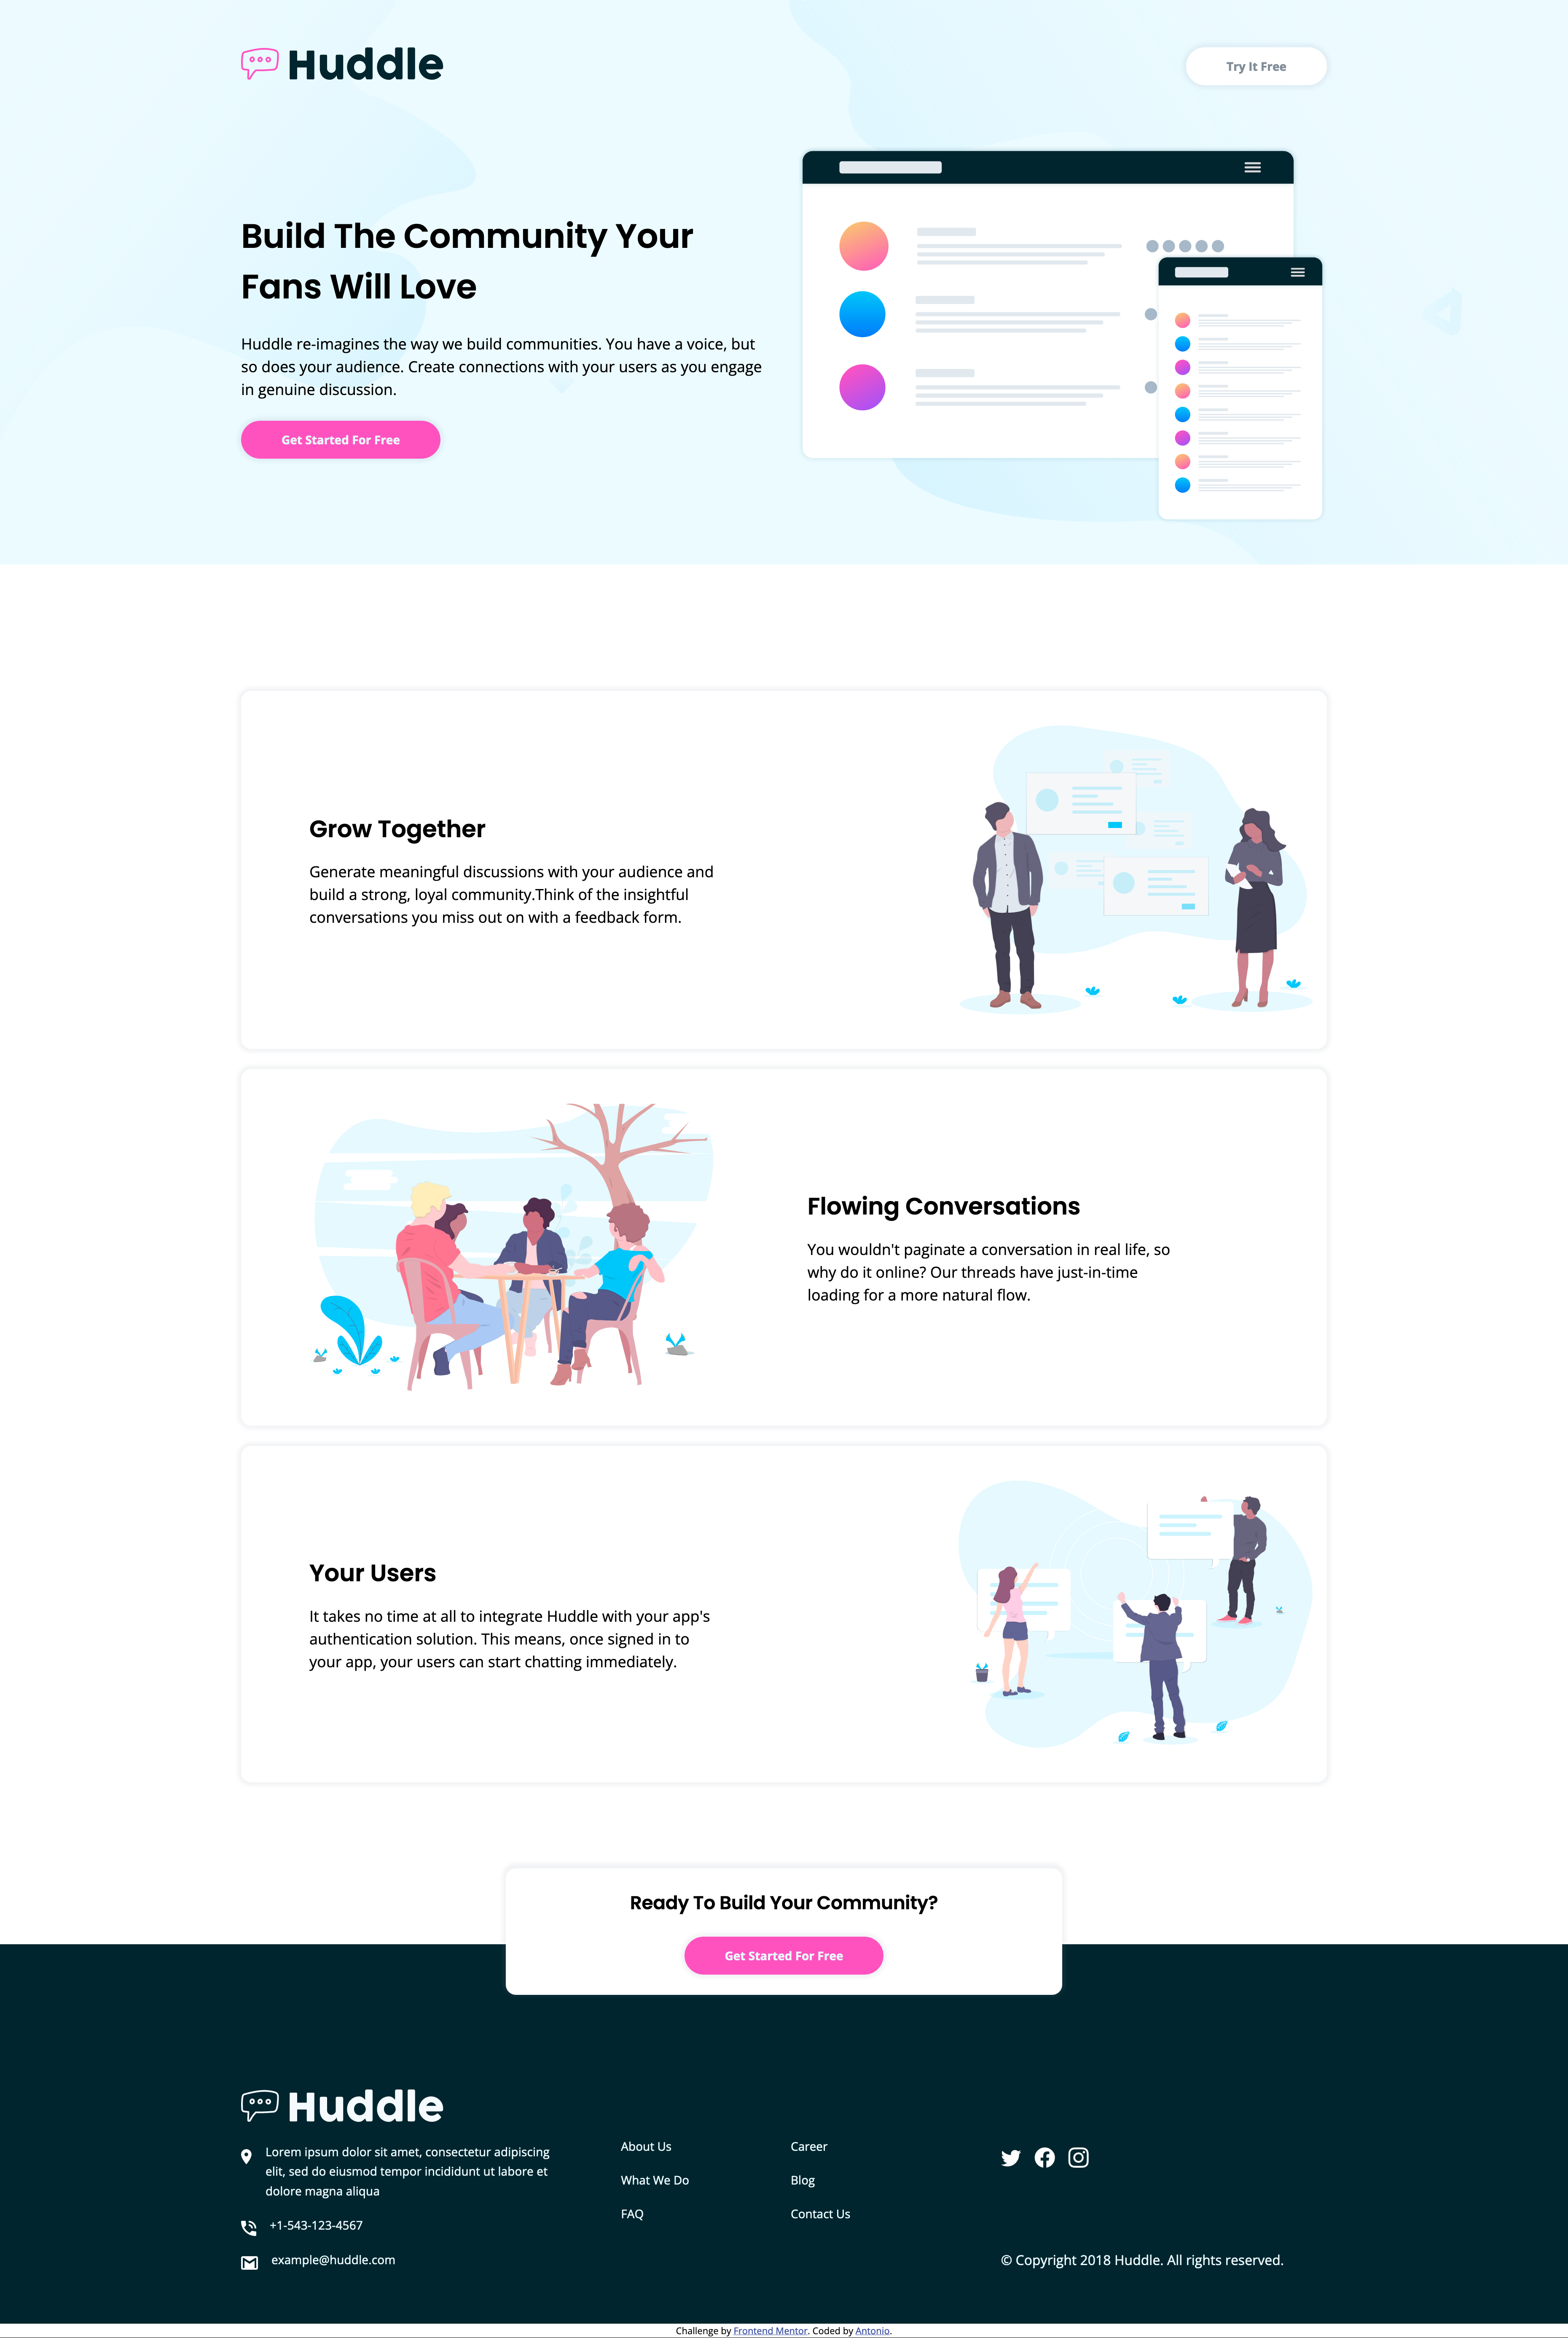 Huddle
Try It Free
Build The Community Your
Fans Will Love
Huddle re-imagines the way we build communities. You have a voice, but
so does your audience. Create connections with your users as you engage
in genuine discussion.
Get Started For Free
Grow Together
Generate meaningful discussions with your audience and
build a strong, loyal community.Think of the insightful
conversations you miss out on with a feedback form.
Flowing Conversations
You wouldn't paginate a conversation in real life, so
why do it online? Our threads have just-in-time
loading for a more natural flow.
Your Users
It takes no time at all to integrate Huddle with your app's
authentication solution. This means, once signed in to
your app, your users can start chatting immediately.
Ready To Build Your Community?
Get Started For Free
Huddle
Lorem ipsum dolor sit amet, consectetur adipiscing
elit, sed do eiusmod tempor incididunt ut labore et
dolore magna aliqua
+1-543-123-4567
example@huddle.com
About Us
What We Do
FAQ
Career
Blog
Contact Us
© Copyright 2018 Huddle. All rights reserved.
Challenge by Frontend Mentor. Coded by Antonio.